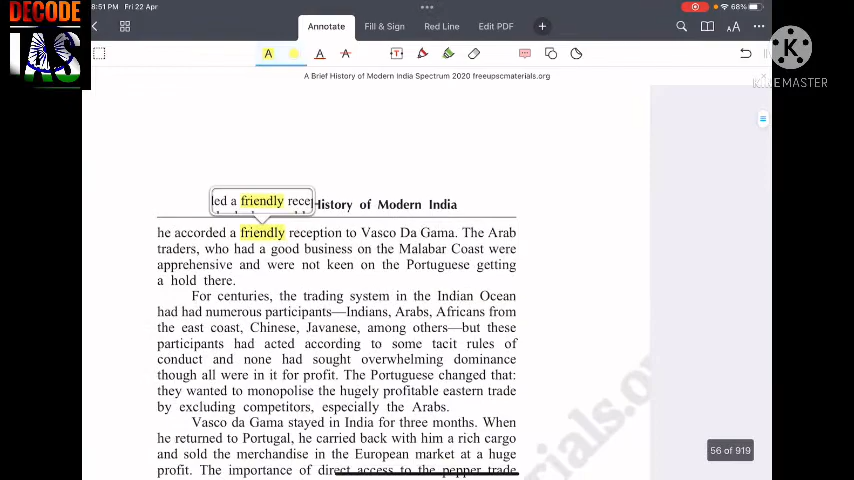 DECODE
IAS
8:51 PM Fri 22 Apr
68%
Annotate
Fill & Sign
Red Line
Edit PDF
A Brief History of Modern India Spectrum 2020 freeupscmaterials.org
KINEMASTER
led a friendly rece
History of Modern India
he accorded a friendly reception to Vasco Da Gama. The Arab
traders, who had a good business on the Malabar Coast were
apprehensive and were not keen on the Portuguese getting
a hold there.
For centuries, the trading system in the Indian Ocean
had had numerous participants—Indians, Arabs, Africans from
the east coast, Chinese, Javanese, among others—but these
participants had acted according to some tacit rules of
conduct and none had sought overwhelming dominance
though all were in it for profit. The Portuguese changed that:
they wanted to monopolise the hugely profitable eastern trade
by excluding competitors, especially the Arabs.
Vasco da Gama stayed in India for three months. When
he returned to Portugal, he carried back with him a rich cargo
and sold the merchandise in the European market at a huge
profit. The importance of direct access to the pepper trade
56 of 919